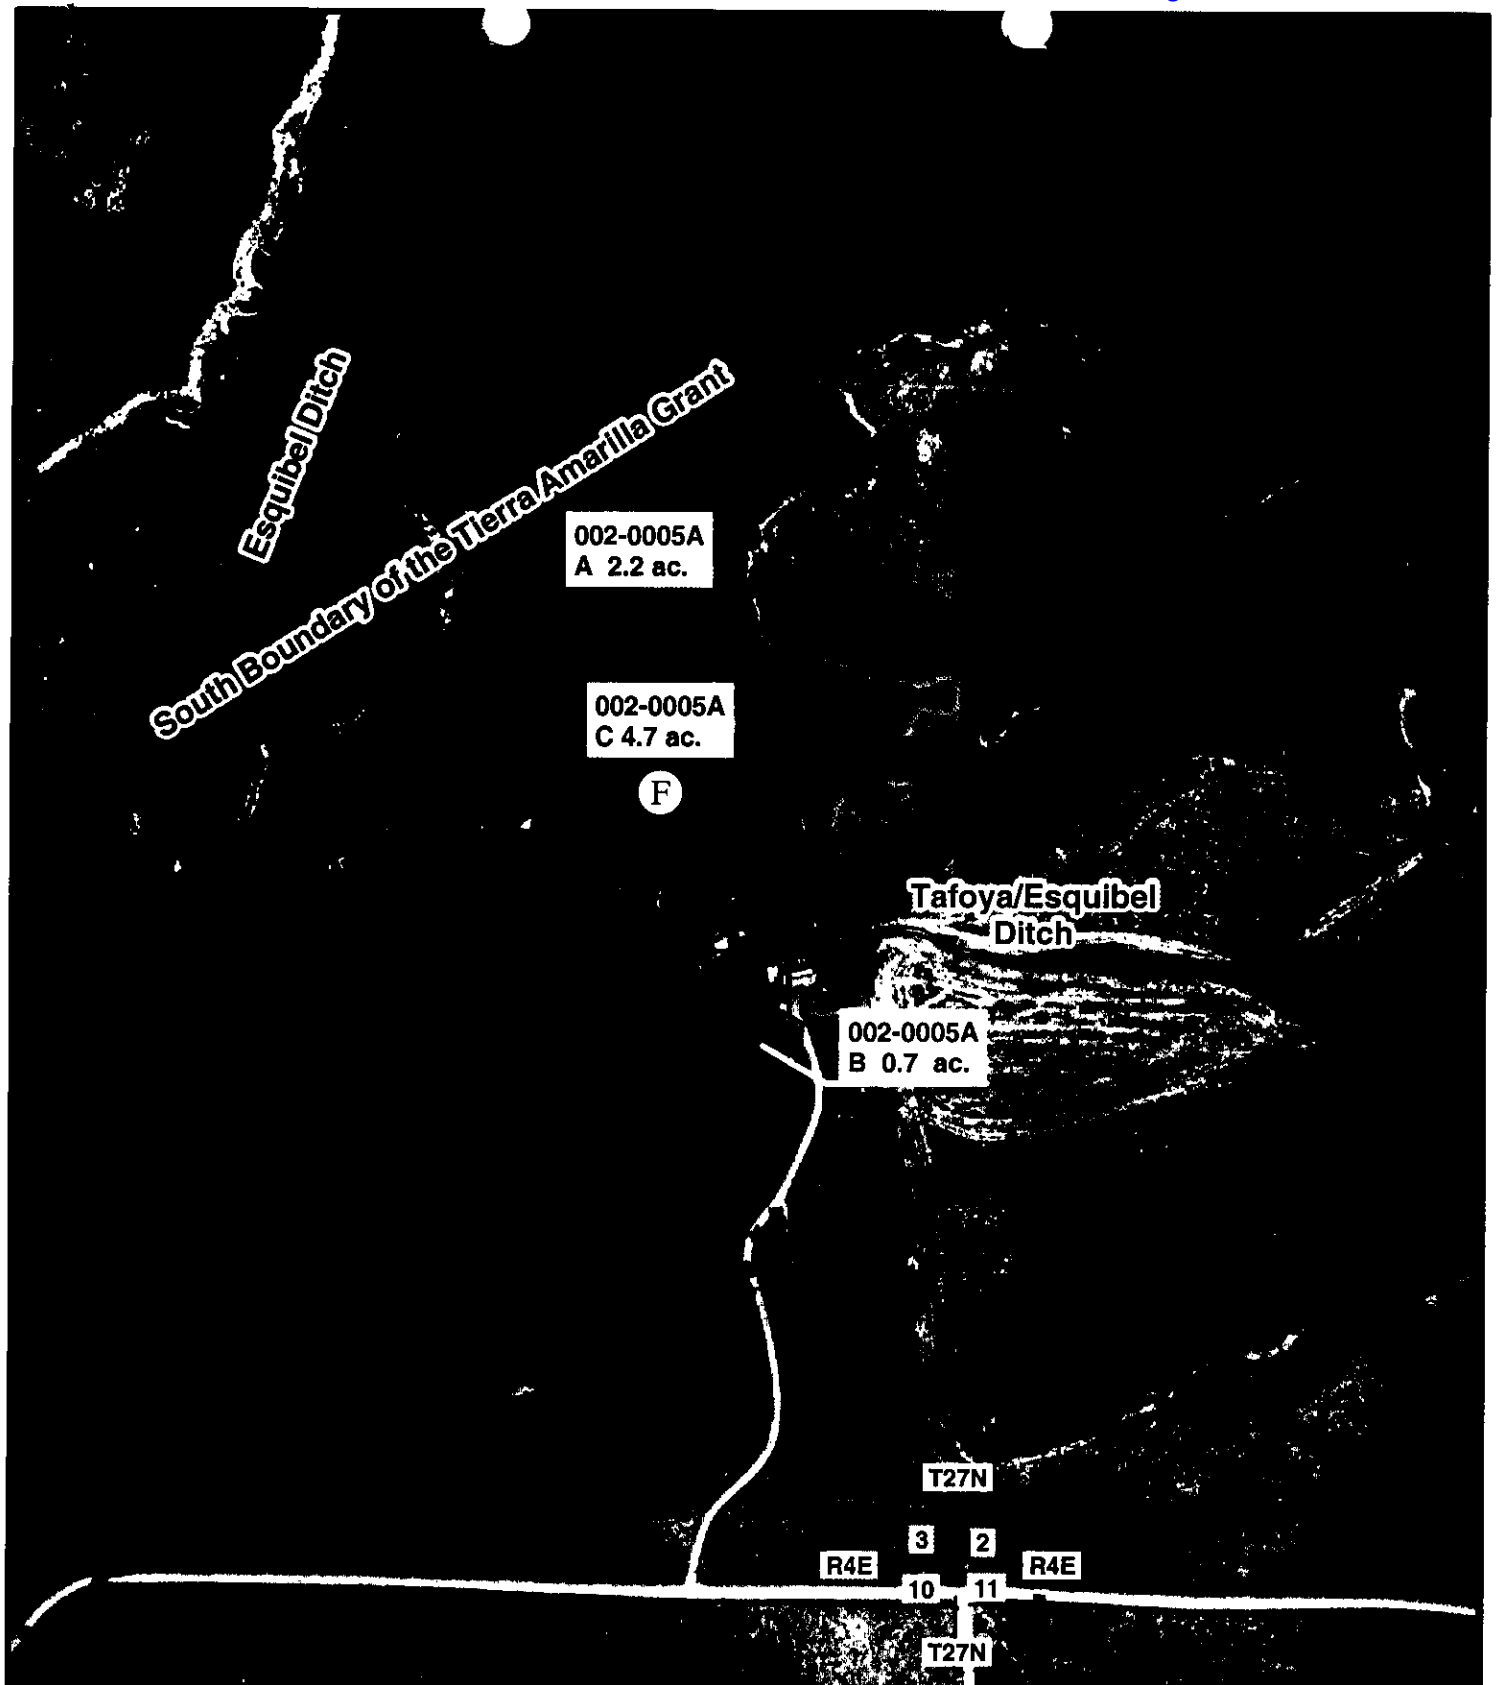 Esquibel Ditch
South Boundary of the Tierra Amarilla Grant
002-0005A
A 2.2 ac.
002-0005A
C 4.7 ac.
F
Tafoya/Esquibel
Ditch
002-0005A
B 0.7 ac.
T27N
3 2
R4E R4E
10 11
T27N